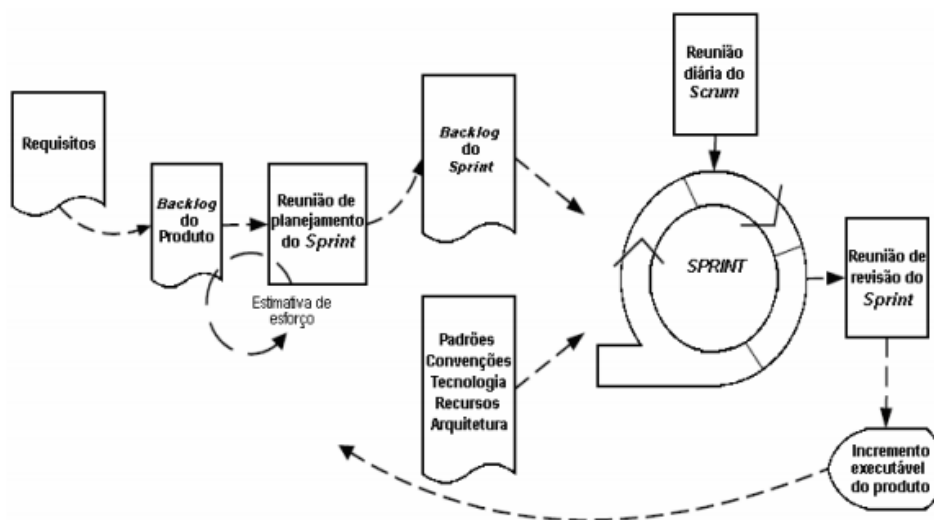 Requisitos
Backlog
do
Produto
Reunião de
planejamento
do Sprint
Estimativa de
esforço
Backlog
do
Sprint
Padrões
Convenções
Tecnologia
Recursos
Arquitetura
Reunião
diária do
Scrum
SPRINT
Reunião de
revisão do
Sprint
Incremento
executável
do produto